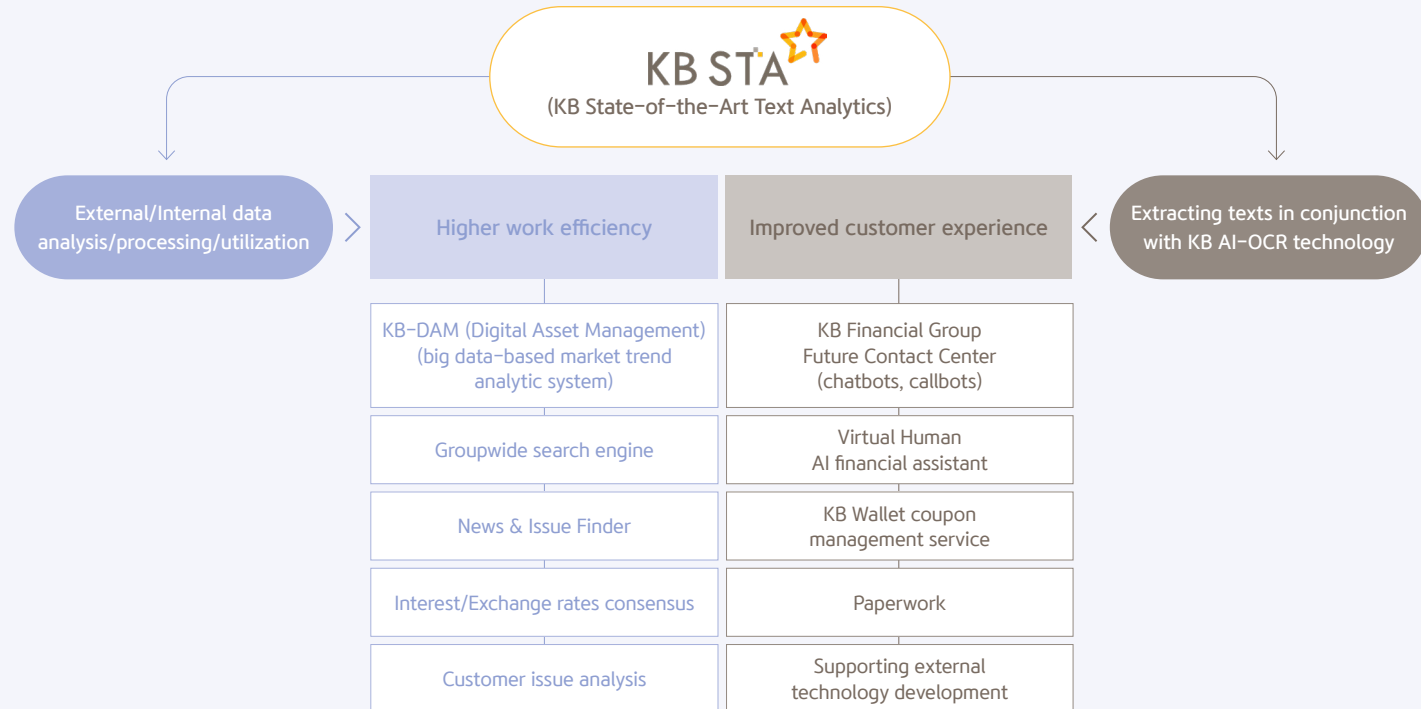 KB STA
(KB State-of-the-Art Text Analytics)
External/Internal data
analysis/processing/utilization
Higher work efficiency
Improved customer experience
Extracting texts in conjunction
with KB AI-OCR technology
KB-DAM (Digital Asset Management)
(big data-based market trend
analytic system)
Groupwide search engine
News & Issue Finder
Interest/Exchange rates consensus
Customer issue analysis
KB Financial Group
Future Contact Center
(chatbots, callbots)
Virtual Human
AI financial assistant
KB Wallet coupon
management service
Paperwork
Supporting external
technology development